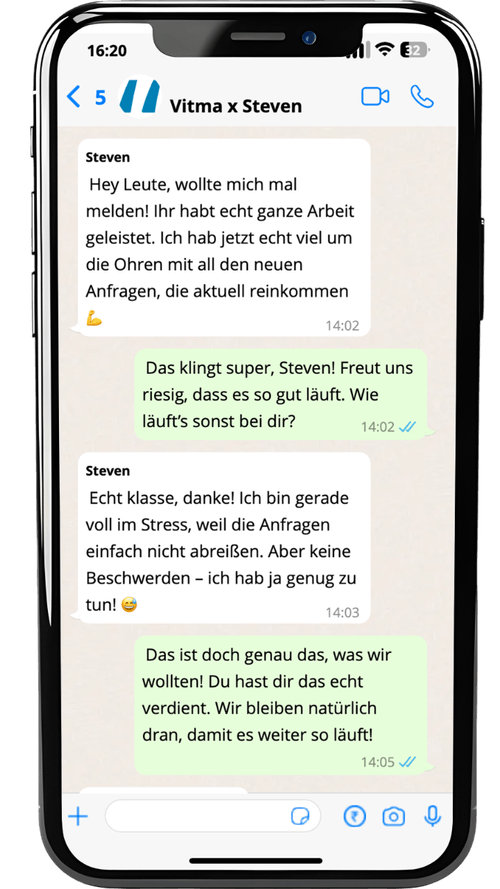 16:20
32
5
Vitma x Steven
Steven
Hey Leute, wollte mich mal
melden! Ihr habt echt ganze Arbeit
geleistet. Ich hab jetzt echt viel um
die Ohren mit all den neuen
Anfragen, die aktuell reinkommen
💪
14:02
Das klingt super, Steven! Freut uns
riesig, dass es so gut läuft. Wie
läuft’s sonst bei dir?
14:02
Steven
Echt klasse, danke! Ich bin gerade
voll im Stress, weil die Anfragen
einfach nicht abreißen. Aber keine
Beschwerden – ich hab ja genug zu
tun! 😅
14:03
Das ist doch genau das, was wir
wollten! Du hast dir das echt
verdient. Wir bleiben natürlich
dran, damit es weiter so läuft!
14:05
₹